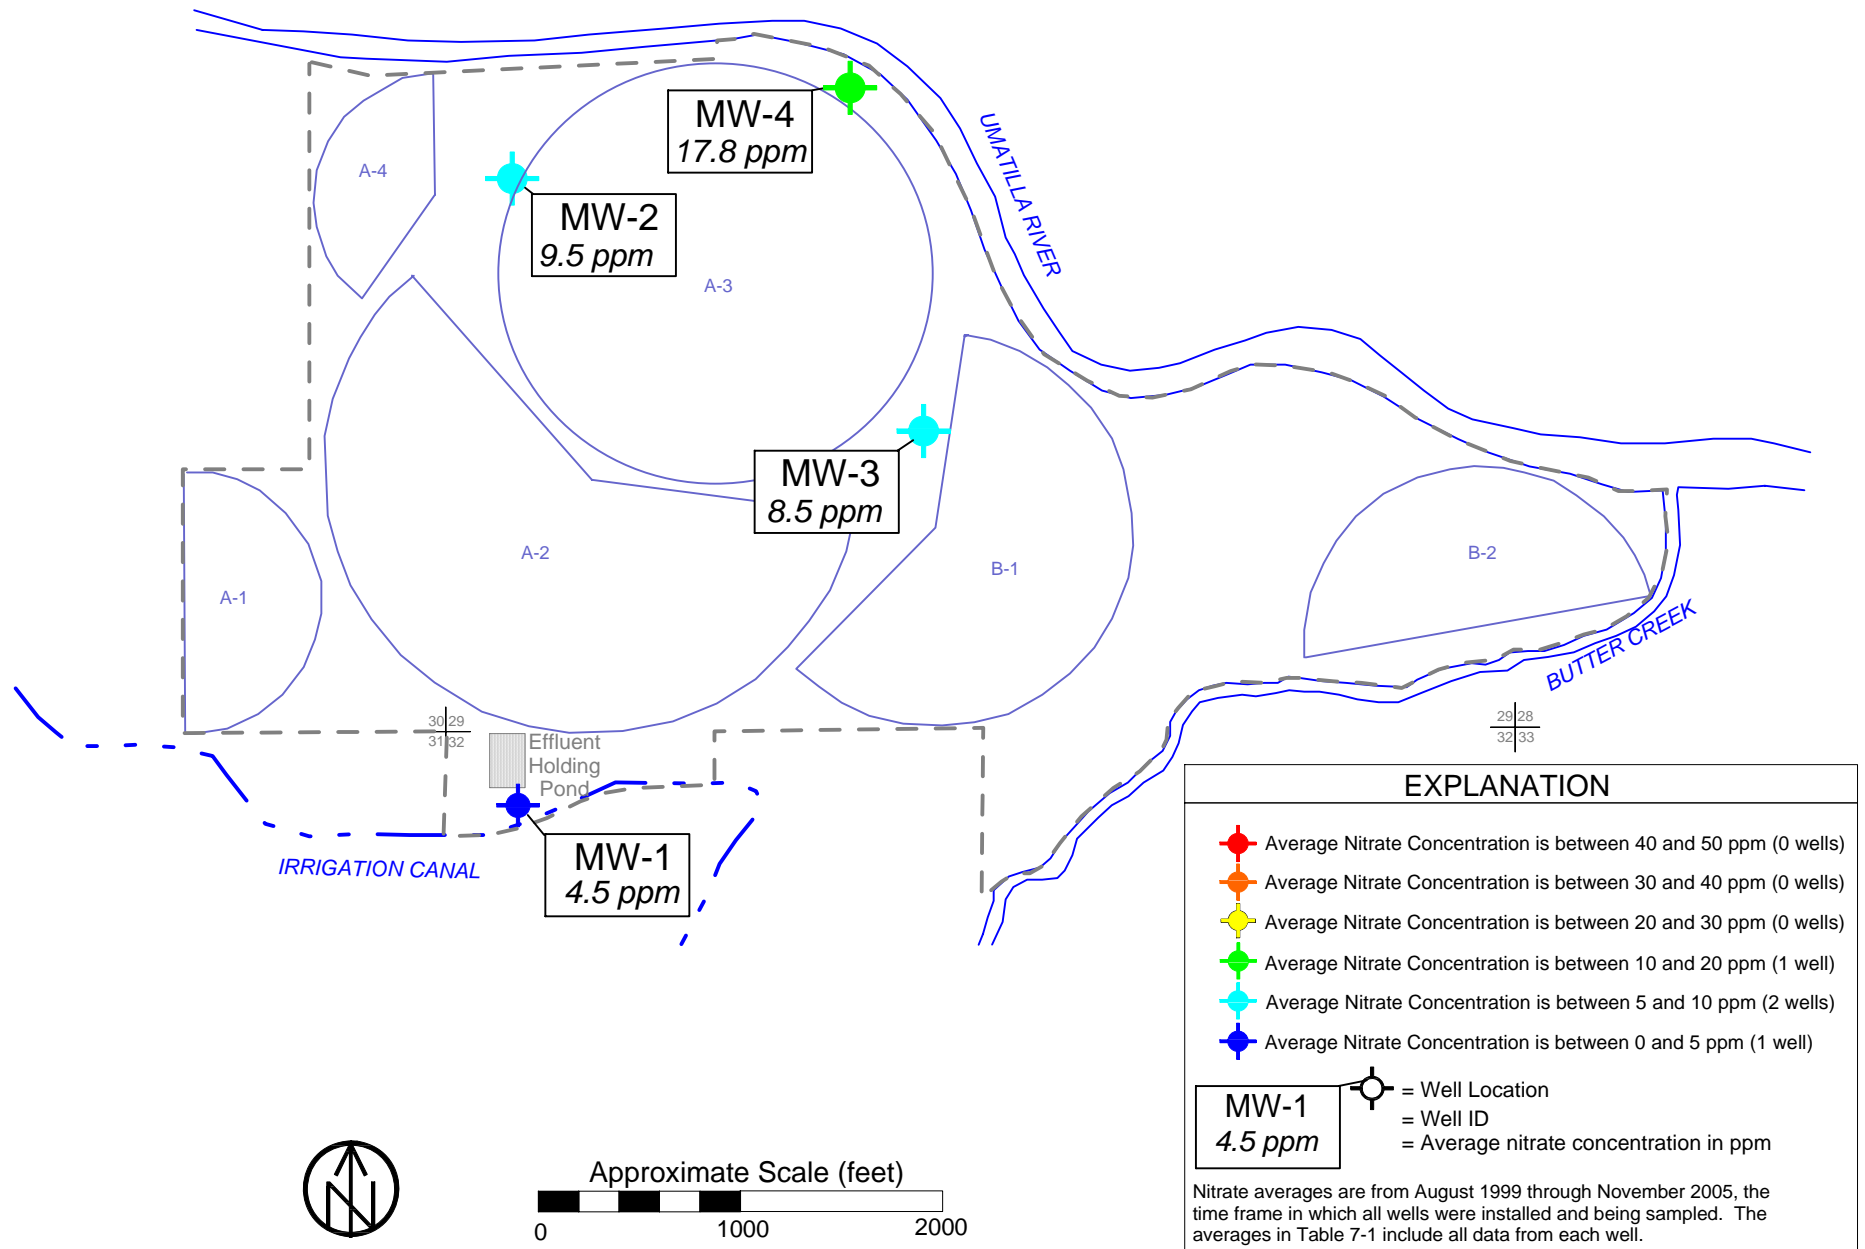 MW-4
17.8 ppm
UMATILLA RIVER
A-4
MW-2
9.5 ppm
A-3
MW-3
8.5 ppm
A-2
B-1
B-2
A-1
BUTTER CREEK
30 29
31 32
29 28
32 33
Effluent
Holding
Pond
IRRIGATION CANAL
MW-1
4.5 ppm
EXPLANATION
Average Nitrate Concentration is between 40 and 50 ppm (0 wells)
Average Nitrate Concentration is between 30 and 40 ppm (0 wells)
Average Nitrate Concentration is between 20 and 30 ppm (0 wells)
Average Nitrate Concentration is between 10 and 20 ppm (1 well)
Average Nitrate Concentration is between 5 and 10 ppm (2 wells)
Average Nitrate Concentration is between 0 and 5 ppm (1 well)
MW-1
4.5 ppm
= Well Location
= Well ID
= Average nitrate concentration in ppm
Nitrate averages are from August 1999 through November 2005, the
time frame in which all wells were installed and being sampled. The
averages in Table 7-1 include all data from each well.
N
Approximate Scale (feet)
0 1000 2000